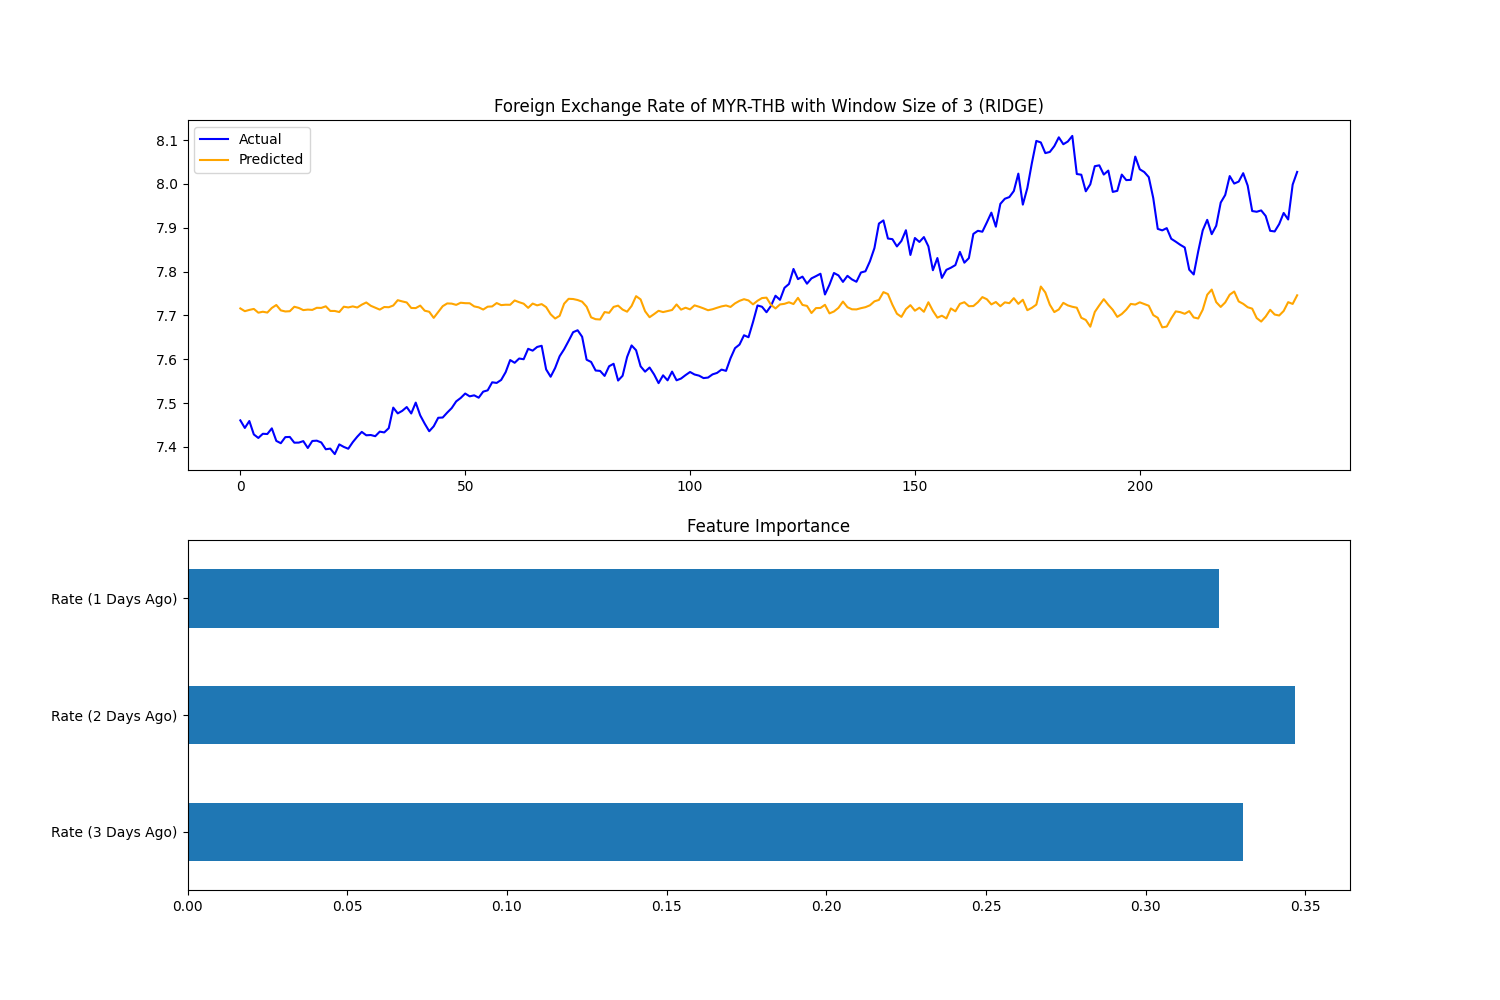 Foreign Exchange Rate of MYR-THB with Window Size of 3 (RIDGE)
Actual
Predicted
8.1
8.0
7.9
7.8
7.7
7.6
7.5
7.4
0 50 100 150 200
Feature Importance
Rate (1 Days Ago)
Rate (2 Days Ago)
Rate (3 Days Ago)
0.00 0.05 0.10 0.15 0.20 0.25 0.30 0.35